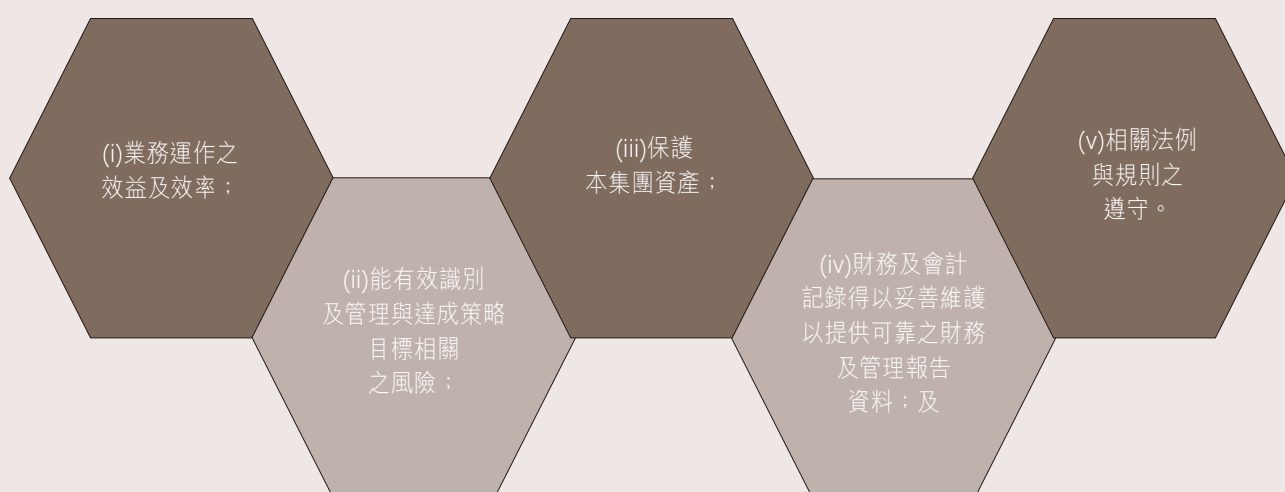 (i)業務運作之
效益及效率；
(ii)能有效識別
及管理與達成策略
目標相關
之風險；
(iii)保護
本集團資產；
(iv)財務及會計
記錄得以妥善維護
以提供可靠之財務
及管理報告
資料；及
(v)相關法例
與規則之
遵守。